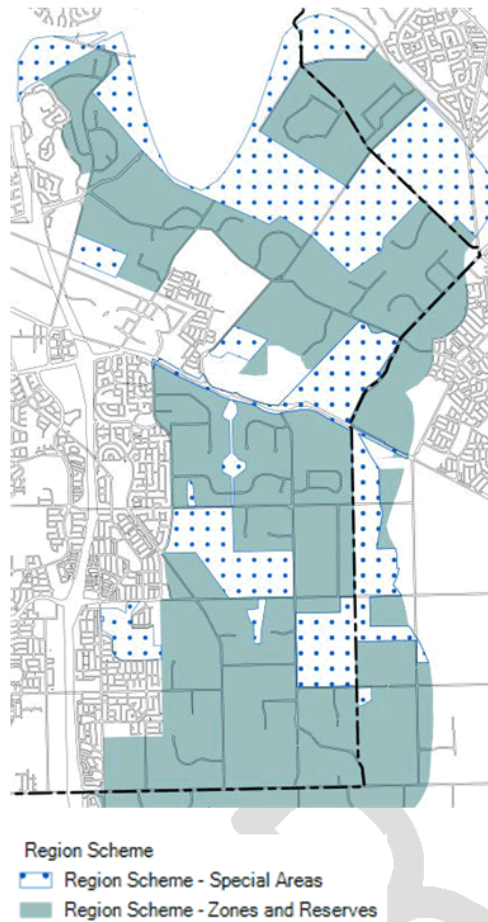 Region Scheme
Region Scheme - Special Areas
Region Scheme - Zones and Reserves